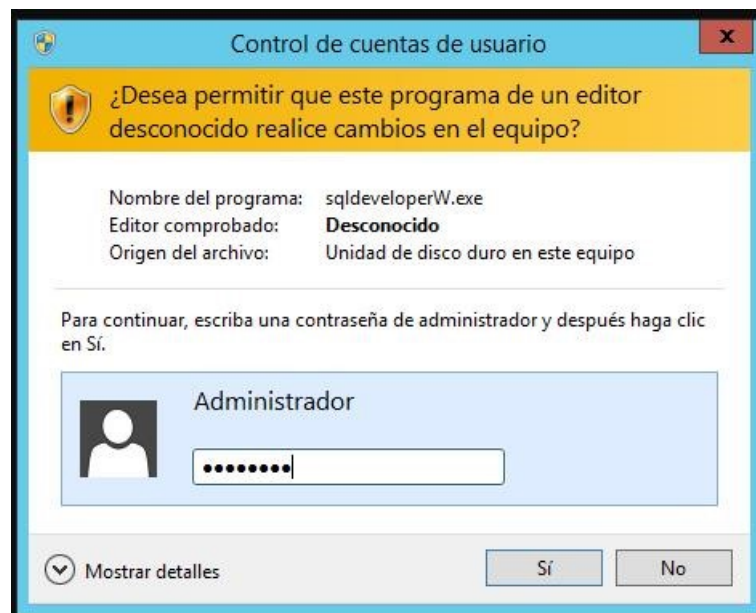 Control de cuentas de usuario
x
¿Desea permitir que este programa de un editor
desconocido realice cambios en el equipo?
Nombre del programa: sqldeveloperW.exe
Editor comprobado: Desconocido
Origen del archivo: Unidad de disco duro en este equipo
Para continuar, escriba una contraseña de administrador y después haga clic
en Sí.
Administrador
••••••••
Mostrar detalles
Sí
No